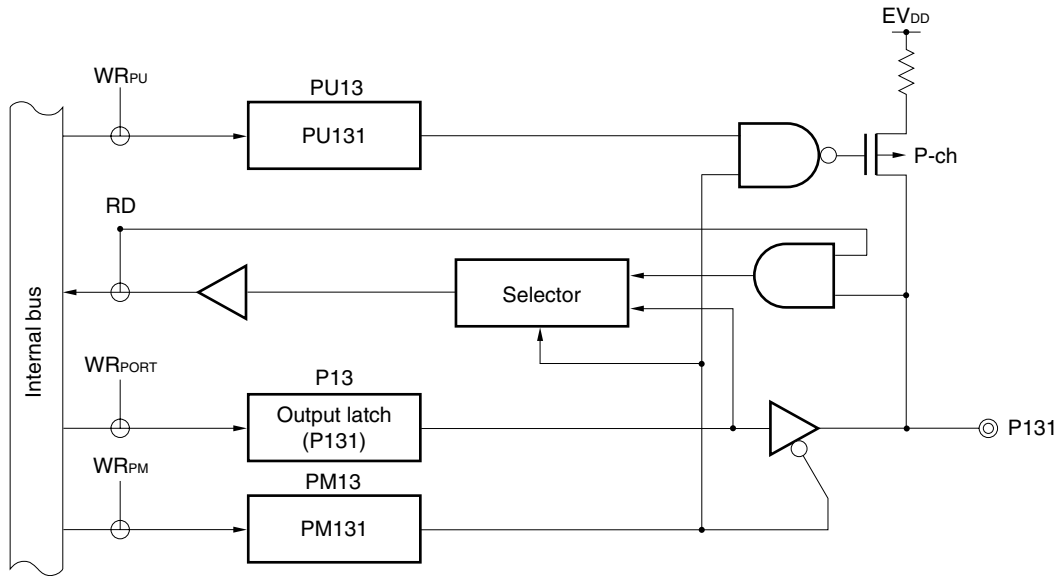 EVDD
WRPU
PU13
PU131
P-ch
RD
Selector
Internal bus
WRPORT
P13
Output latch
(P131)
P131
WRPM
PM13
PM131